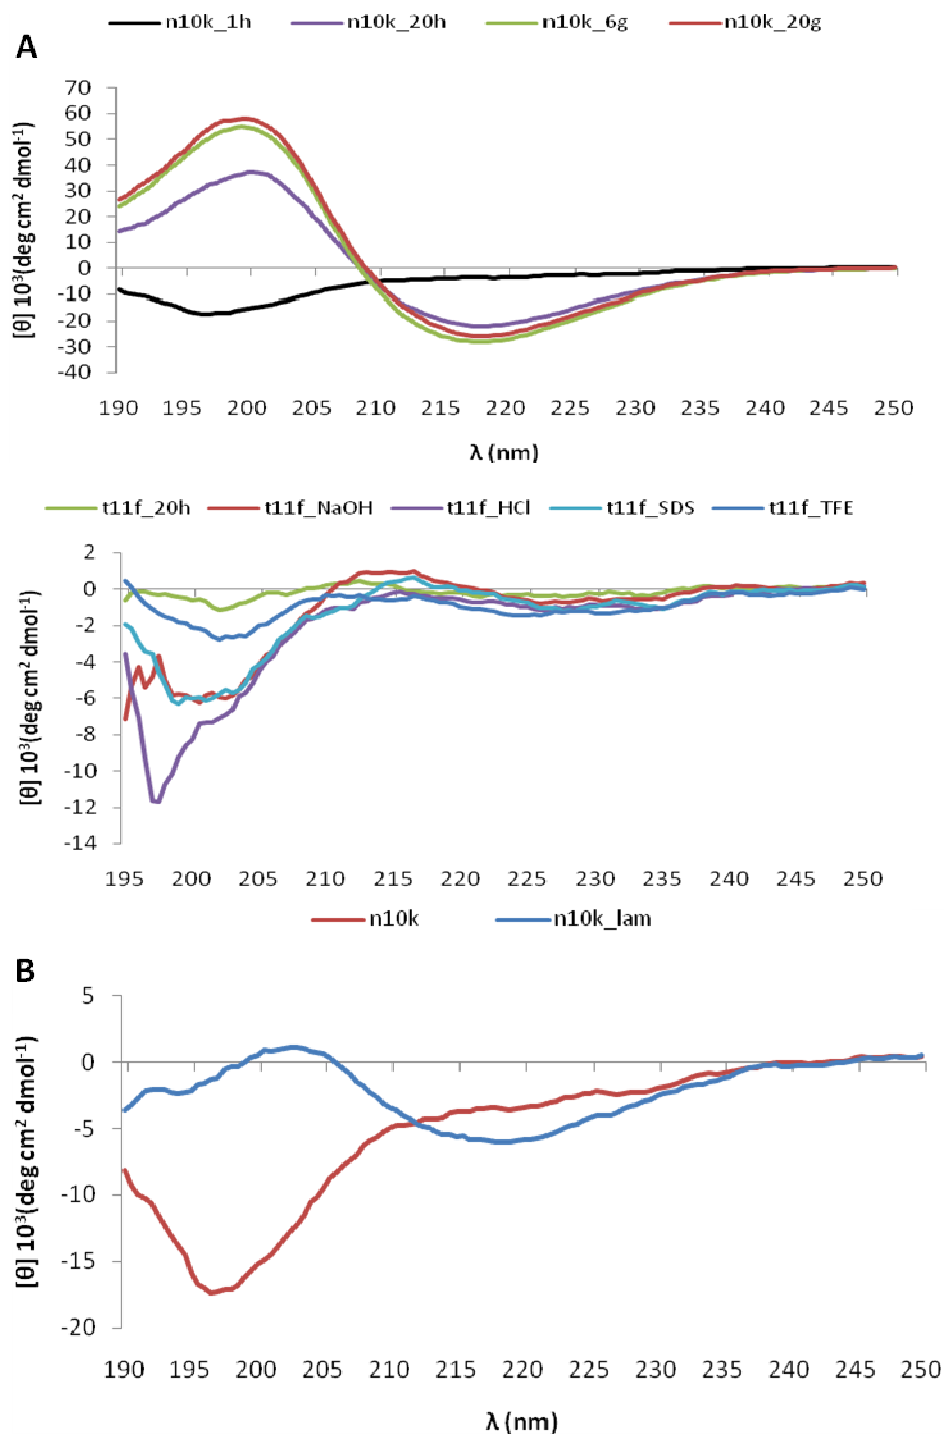 n10k_1h n10k_20h n10k_6g n10k_20g
A
[θ] 10³(deg cm² dmol⁻¹)
70
60
50
40
30
20
10
0
-10
-20
-30
-40
190 195 200 205 210 215 220 225 230 235 240 245 250
λ (nm)
t11f_20h t11f_NaOH t11f_HCl t11f_SDS t11f_TFE
[θ] 10³(deg cm² dmol⁻¹)
2
0
-2
-4
-6
-8
-10
-12
-14
195 200 205 210 215 220 225 230 235 240 245 250
n10k n10k_lam
B
[θ] 10³(deg cm² dmol⁻¹)
5
0
-5
-10
-15
-20
190 195 200 205 210 215 220 225 230 235 240 245 250
λ (nm)